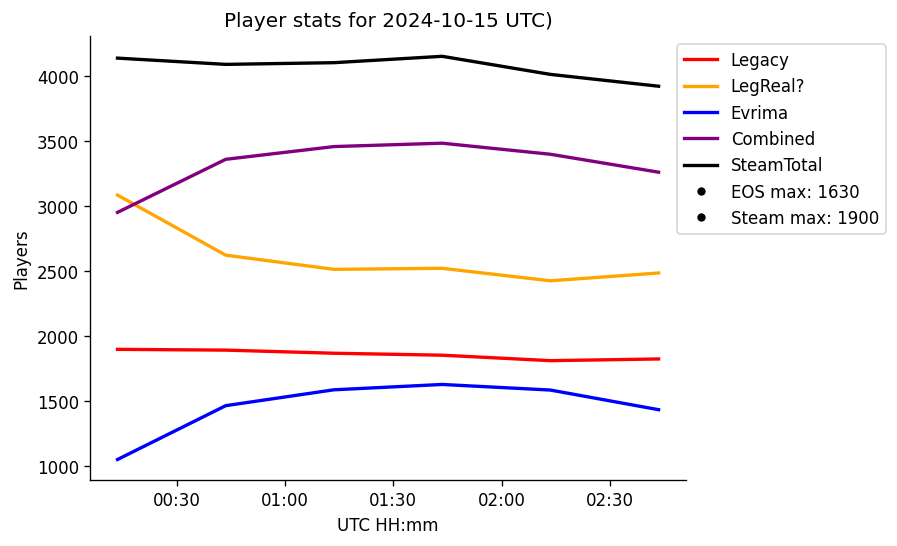 Player stats for 2024-10-15 UTC)
Players
4000
3500
3000
2500
2000
1500
1000
00:30 01:00 01:30 02:00 02:30
UTC HH:mm
Legacy
LegReal?
Evrima
Combined
SteamTotal
EOS max: 1630
Steam max: 1900